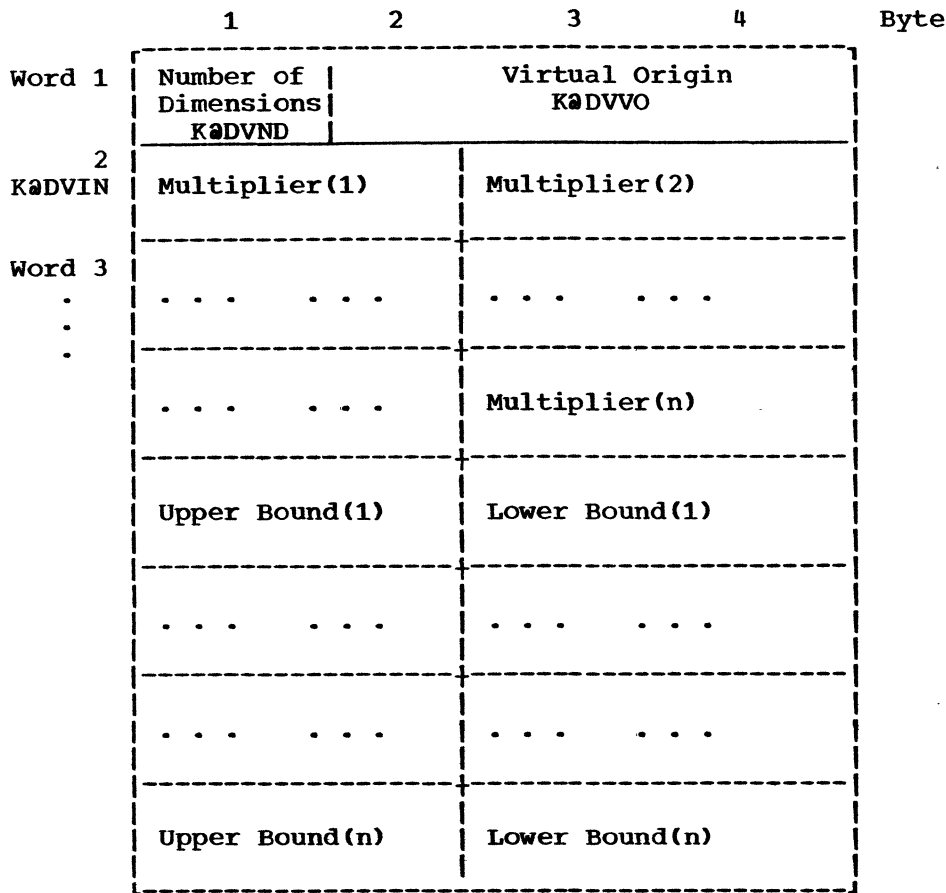 1 2 3 4 Byte
Word 1 Number of Virtual Origin
Dimensions K@DVVO
K@DVND
2
K@DVIN Multiplier(1) Multiplier(2)
Word 3
. . . . . . . . . . . . .
.
.
. . . . . . Multiplier(n)
Upper Bound(1) Lower Bound(1)
. . . . . . . . . . . .
. . . . . . . . . . . .
Upper Bound(n) Lower Bound(n)